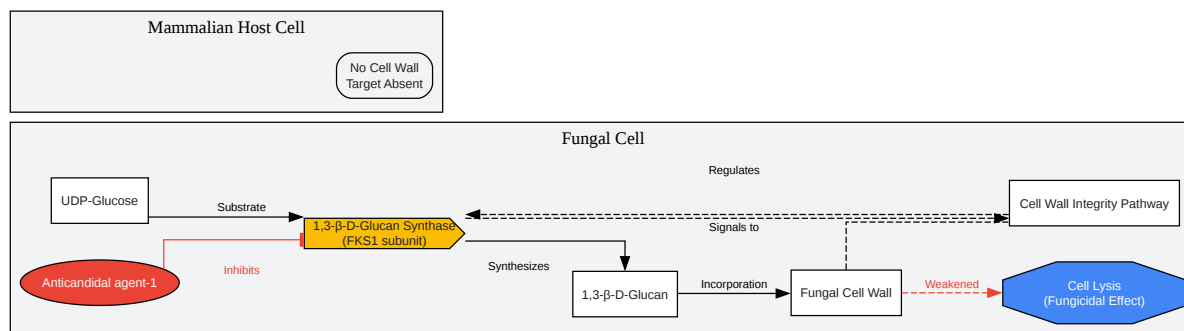 Mammalian Host Cell
No Cell Wall
Target Absent
Fungal Cell
Regulates
UDP-Glucose
Substrate
1,3-β-D-Glucan Synthase
(FKS1 subunit)
Signals to
Cell Wall Integrity Pathway
Anticandidal agent-1
Inhibits
Synthesizes
1,3-β-D-Glucan
Incorporation
Fungal Cell Wall
Weakened
Cell Lysis
(Fungicidal Effect)